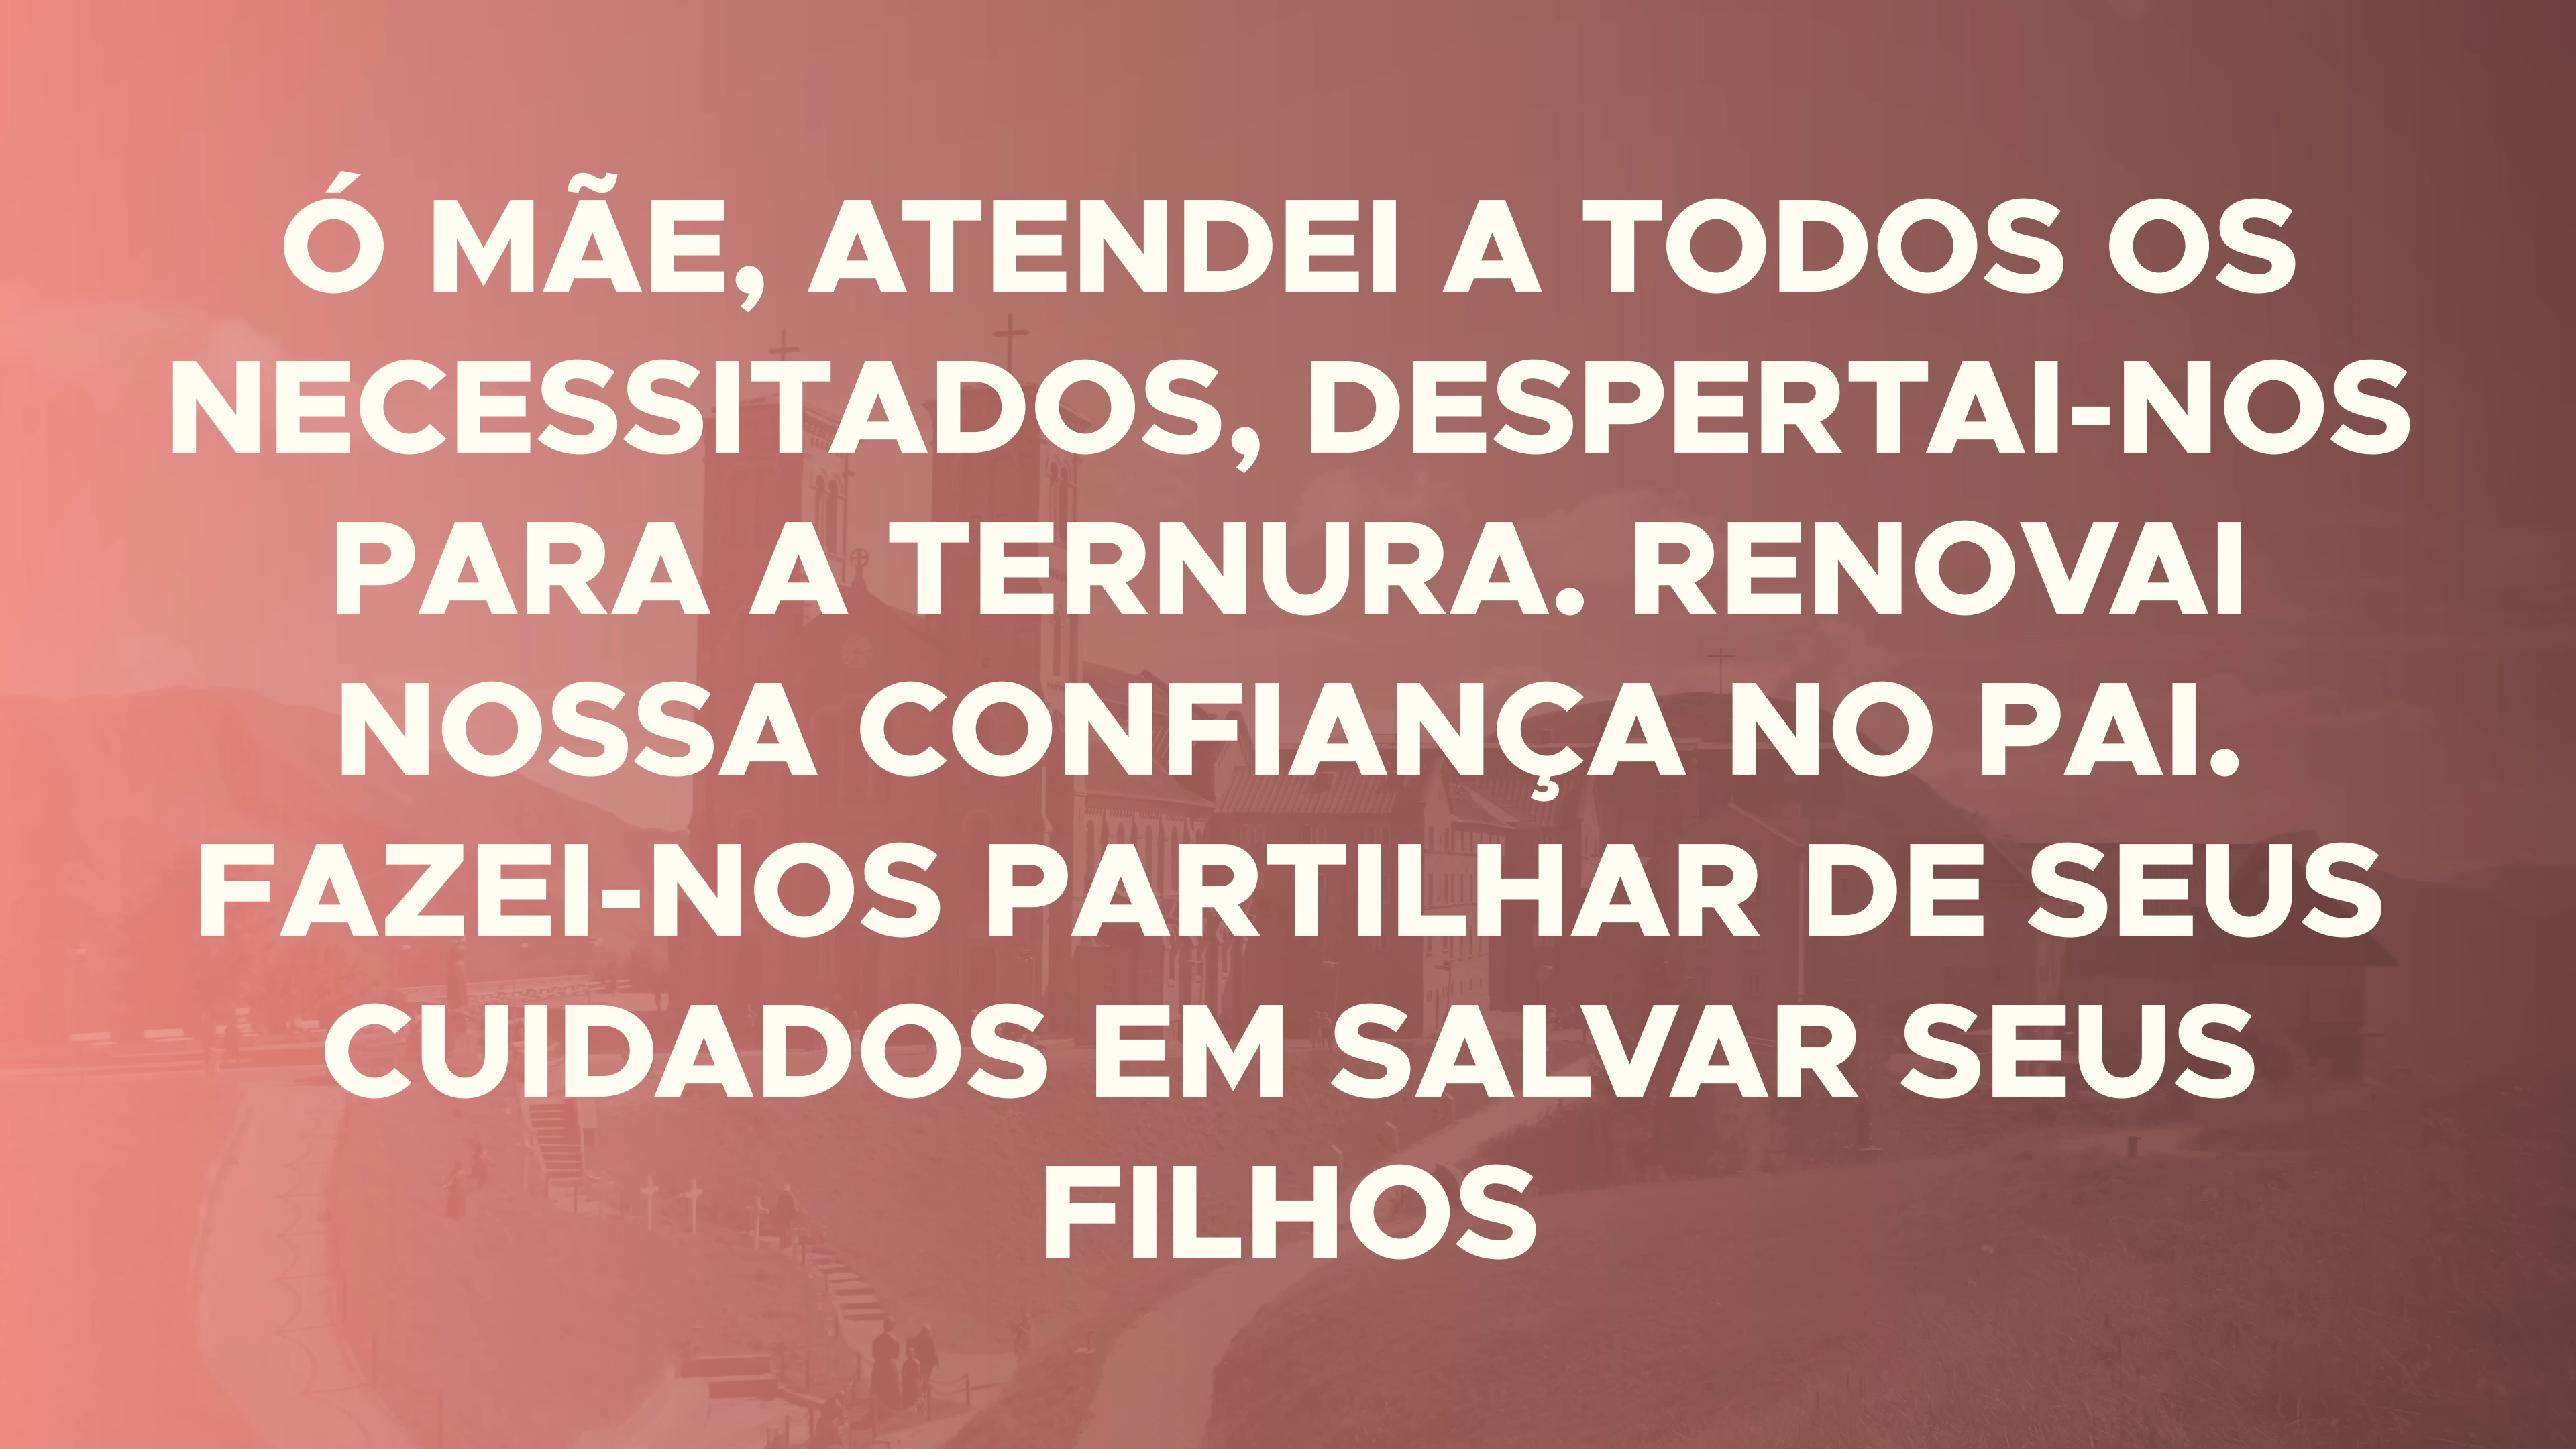 Ó MÃE, ATENDEI A TODOS OS
NECESSITADOS, DESPERTAI-NOS
PARA A TERNURA. RENOVAI
NOSSA CONFIANÇA NO PAI.
FAZEI-NOS PARTILHAR DE SEUS
CUIDADOS EM SALVAR SEUS
FILHOS